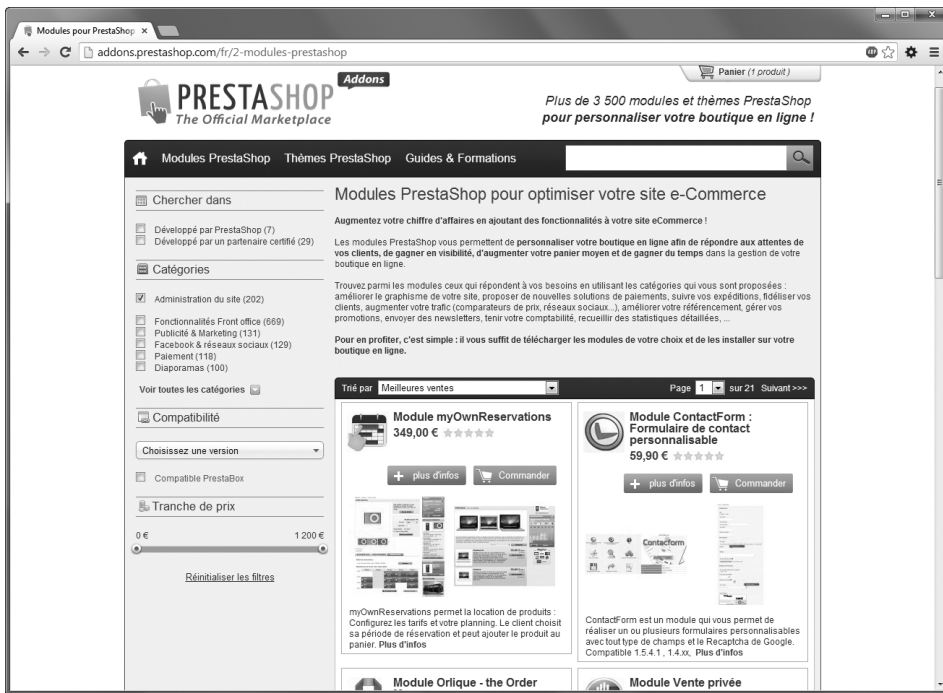 Modules pour PrestaShop
addons.prestashop.com/fr/2-modules-prestashop
Panier (1 produit)
Addons
PRESTASHOP
The Official Marketplace
Plus de 3 500 modules et thèmes PrestaShop
pour personnaliser votre boutique en ligne !
Modules PrestaShop Thèmes PrestaShop Guides & Formations
Chercher dans
Développé par PrestaShop (7)
Développé par un partenaire certifié (29)
Catégories
Administration du site (202)
Fonctionnalités Front office (669)
Publicité & Marketing (131)
Facebook & réseaux sociaux (129)
Paiement (118)
Diaporamas (100)
Voir toutes les catégories
Compatibilité
Choisissez une version
Compatible PrestaBox
Tranche de prix
0 € 1 200 €
Réinitialiser les filtres
Modules PrestaShop pour optimiser votre site e-Commerce
Augmentez votre chiffre d'affaires en ajoutant des fonctionnalités à votre site eCommerce !
Les modules PrestaShop vous permettent de personnaliser votre boutique en ligne afin de répondre aux attentes de
vos clients, de gagner en visibilité, d'augmenter votre panier moyen et de gagner du temps dans la gestion de votre
boutique en ligne.
Trouvez parmi les modules ceux qui répondent à vos besoins en utilisant les catégories qui vous sont proposées :
améliorer le graphisme de votre site, proposer de nouvelles solutions de paiements, suivre vos expéditions, fidéliser vos
clients, augmenter votre trafic (comparateurs de prix, réseaux sociaux...), améliorer votre référencement, gérer vos
promotions, envoyer des newsletters, tenir votre comptabilité, recueillir des statistiques détaillées, ...
Pour en profiter, c'est simple : il vous suffit de télécharger les modules de votre choix et de les installer sur votre
boutique en ligne.
Trié par Meilleures ventes Page 1 sur 21 Suivant >>>
Module myOwnReservations
349,00 €
+ plus d'infos Commander
myOwnReservations permet la location de produits :
Configurez les tarifs et votre planning. Le client choisit
sa période de réservation et peut ajouter le produit au
panier. Plus d'infos
Module ContactForm :
Formulaire de contact
personnalisable
59,90 €
+ plus d'infos Commander
Contactform
ContactForm est un module qui vous permet de
réaliser un ou plusieurs formulaires personnalisables
avec tout type de champs et le Recaptcha de Google.
Compatible 1.5.4.1 , 1.4.xx, Plus d'infos
Module Orlique - the Order
Module Vente privée